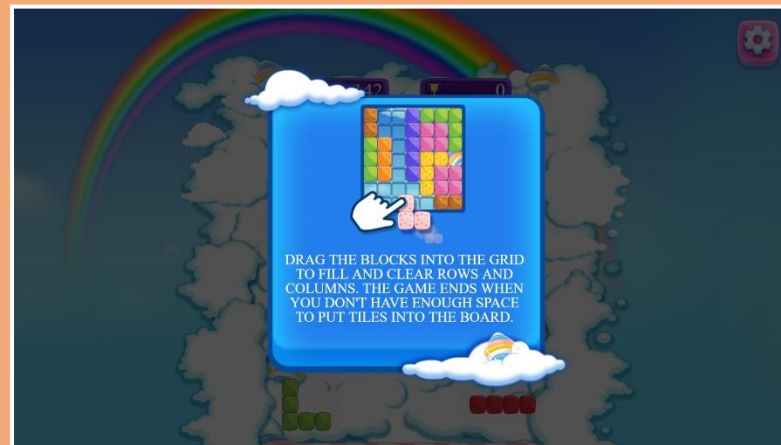 0
DRAG THE BLOCKS INTO THE GRID
TO FILL AND CLEAR ROWS AND
COLUMNS. THE GAME ENDS WHEN
YOU DON'T HAVE ENOUGH SPACE
TO PUT TILES INTO THE BOARD.